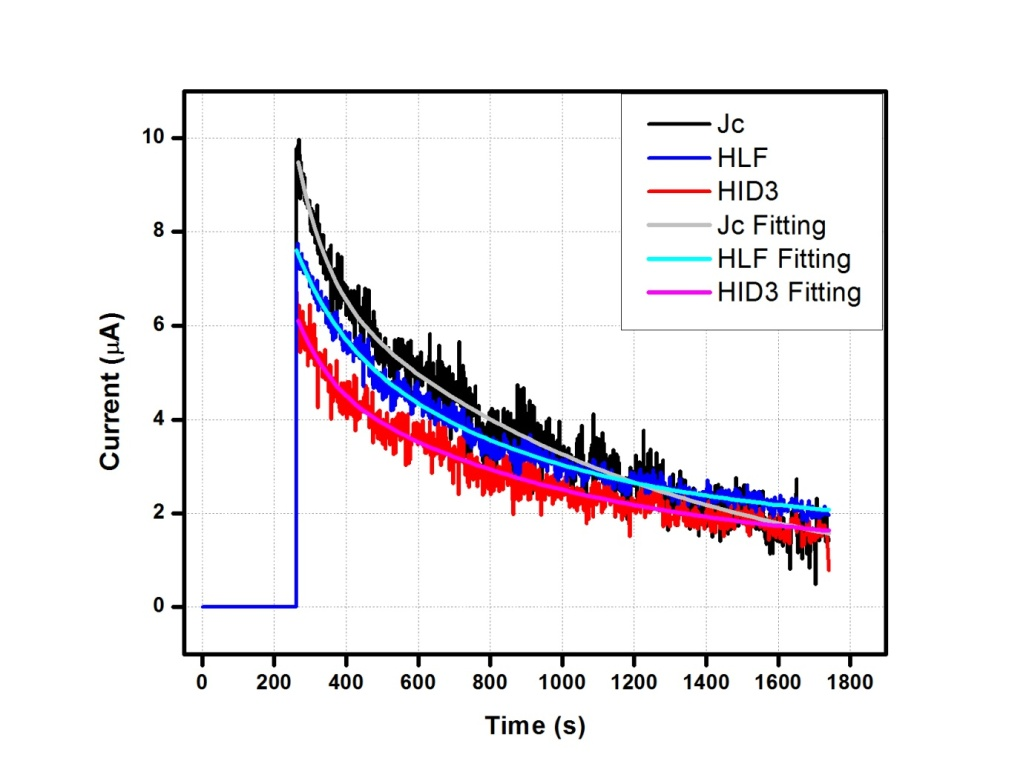 Jc
HLF
HID3
Jc Fitting
HLF Fitting
HID3 Fitting
10
8
6
4
2
0
Current (μA)
0 200 400 600 800 1000 1200 1400 1600 1800
Time (s)